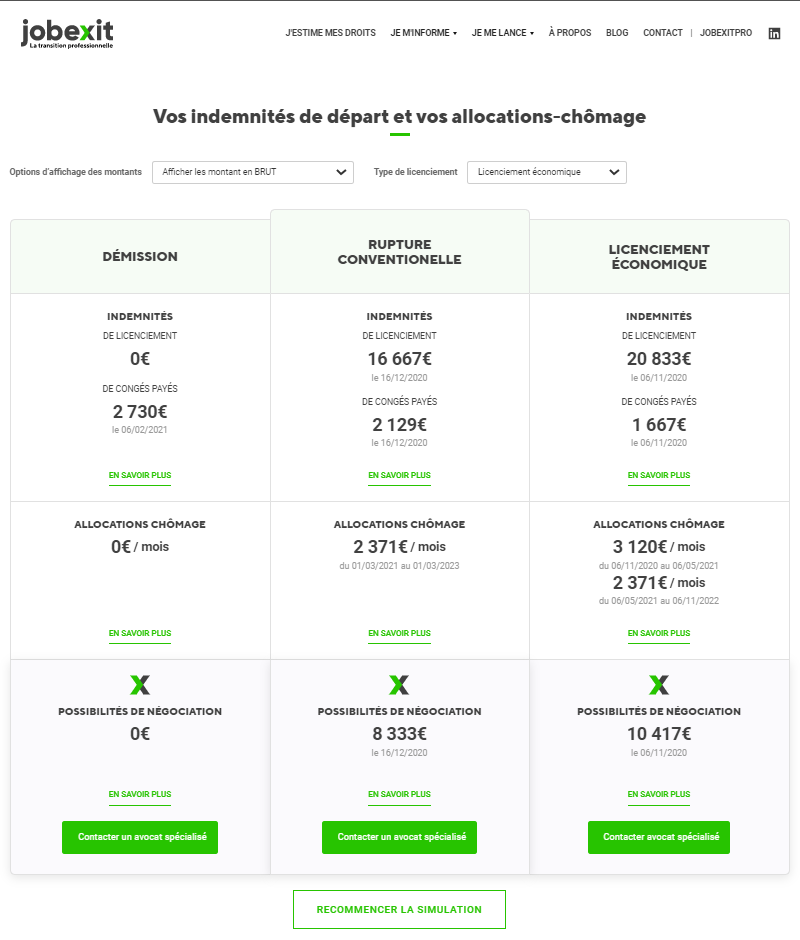 jobexit
La transition professionnelle
J'ESTIME MES DROITS JE M'INFORME JE ME LANCE À PROPOS BLOG CONTACT | JOBEXITPRO in
Vos indemnités de départ et vos allocations-chômage
Options d'affichage des montants Afficher les montant en BRUT Type de licenciement Licenciement économique
DÉMISSION
INDEMNITÉS
DE LICENCIEMENT
0€
DE CONGÉS PAYÉS
2 730€
le 06/02/2021
EN SAVOIR PLUS
ALLOCATIONS CHÔMAGE
0€ / mois
EN SAVOIR PLUS
POSSIBILITÉS DE NÉGOCIATION
0€
EN SAVOIR PLUS
Contacter un avocat spécialisé
RUPTURE
CONVENTIONELLE
INDEMNITÉS
DE LICENCIEMENT
16 667€
le 16/12/2020
DE CONGÉS PAYÉS
2 129€
le 16/12/2020
EN SAVOIR PLUS
ALLOCATIONS CHÔMAGE
2 371€ / mois
du 01/03/2021 au 01/03/2023
EN SAVOIR PLUS
POSSIBILITÉS DE NÉGOCIATION
8 333€
le 16/12/2020
EN SAVOIR PLUS
Contacter un avocat spécialisé
LICENCIEMENT
ÉCONOMIQUE
INDEMNITÉS
DE LICENCIEMENT
20 833€
le 06/11/2020
DE CONGÉS PAYÉS
1 667€
le 06/11/2020
EN SAVOIR PLUS
ALLOCATIONS CHÔMAGE
3 120€ / mois
du 06/11/2020 au 06/05/2021
2 371€ / mois
du 06/05/2021 au 06/11/2022
EN SAVOIR PLUS
POSSIBILITÉS DE NÉGOCIATION
10 417€
le 06/11/2020
EN SAVOIR PLUS
Contacter avocat spécialisé
RECOMMENCER LA SIMULATION